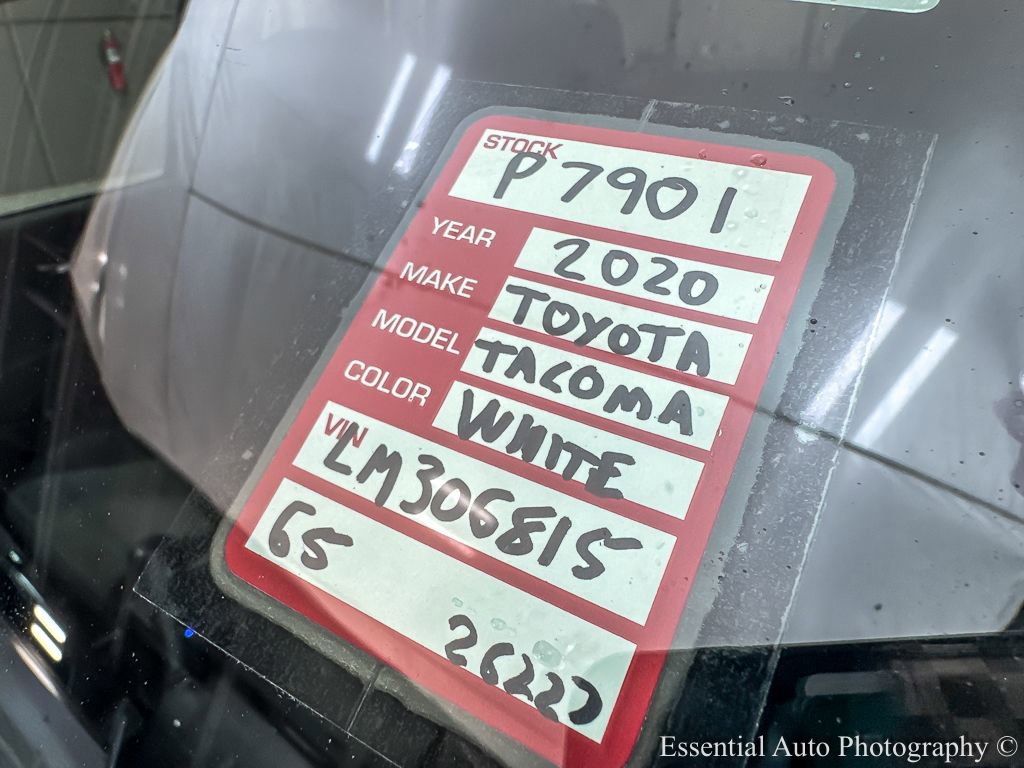 STOCK
P7901
YEAR 2020
MAKE TOYOTA
MODEL TACOMA
COLOR WHITE
VIN
LM306815
65
26222
Essential Auto Photography ©